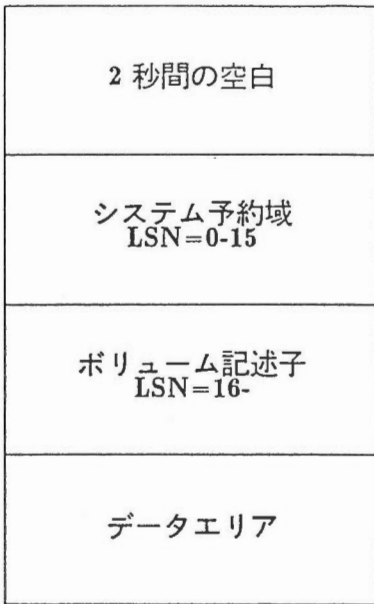 2 秒間の空白
システム予約域
LSN=0-15
ボリューム記述子
LSN=16-
データエリア